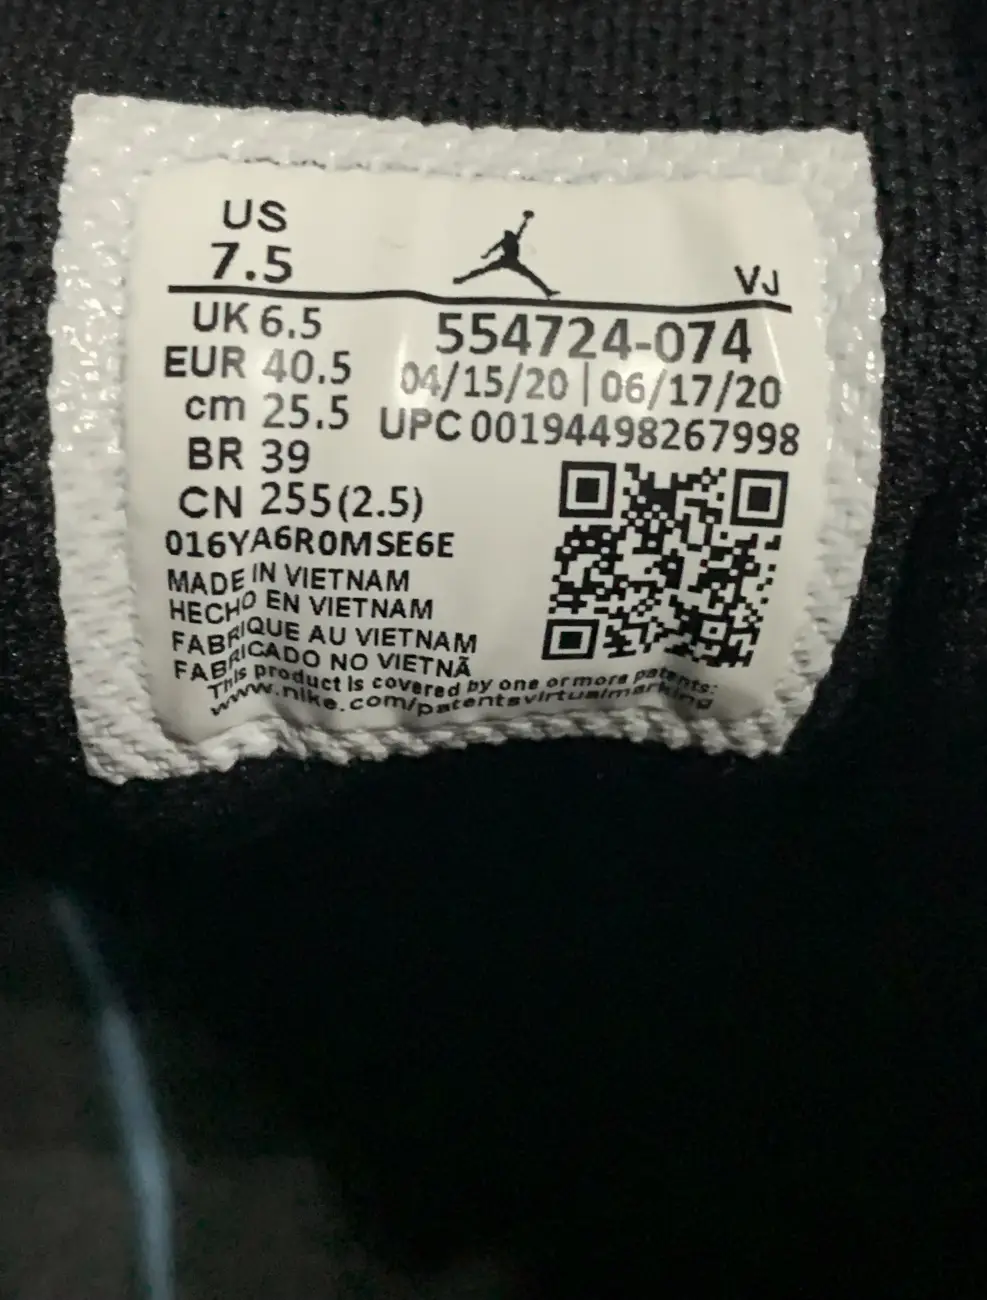 US
7.5
VJ
UK 6.5
EUR 40.5
cm 25.5
BR 39
CN 255(2.5)
554724-074
04/15/20 | 06/17/20
UPC 00194498267998
016YA6R0MSE6E
MADE IN VIETNAM
HECHO EN VIETNAM
FABRIQUE AU VIETNAM
FABRICADO NO VIETNÃ
This product is covered by one or more patents:
www.nike.com/patentsvirtualmarking